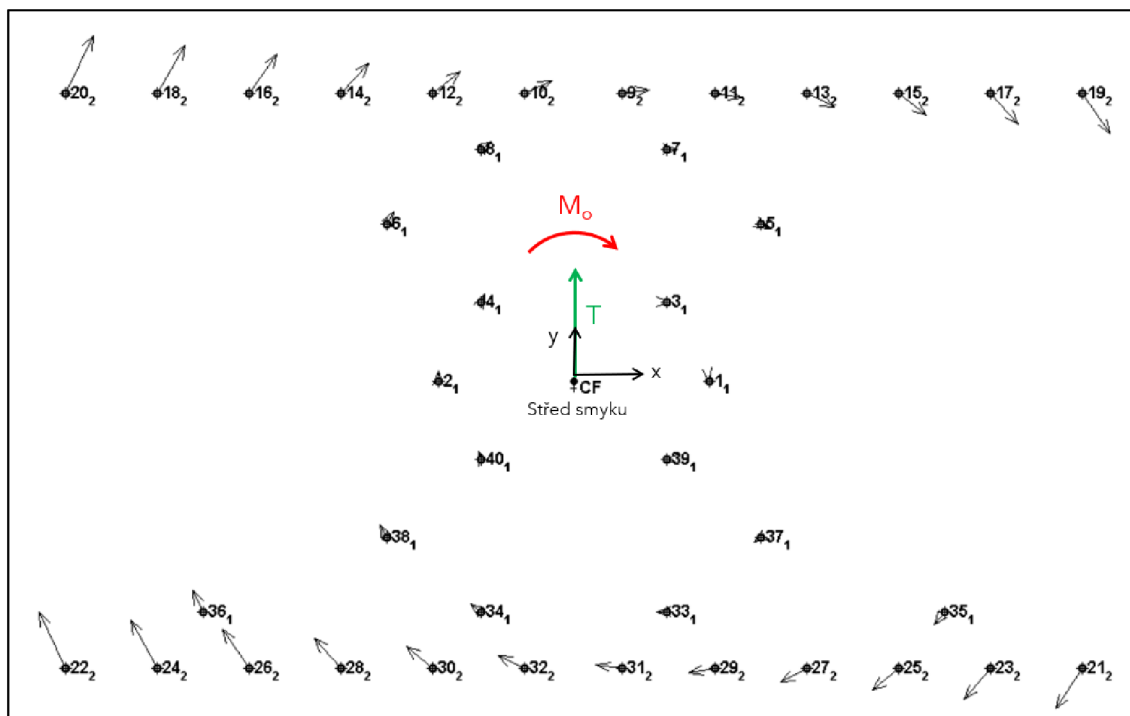 20₂ 18₂ 16₂ 14₂ 12₂ 10₂ 9₂ 11₂ 13₂ 15₂ 17₂ 19₂
8₁ 7₁
Mₒ
6₁ 5₁
4₁ 3₁
T
y
x
2₁ CF 1₁
Střed smyku
40₁ 39₁
38₁ 37₁
36₁ 34₁ 33₁ 35₁
22₂ 24₂ 26₂ 28₂ 30₂ 32₂ 31₂ 29₂ 27₂ 25₂ 23₂ 21₂